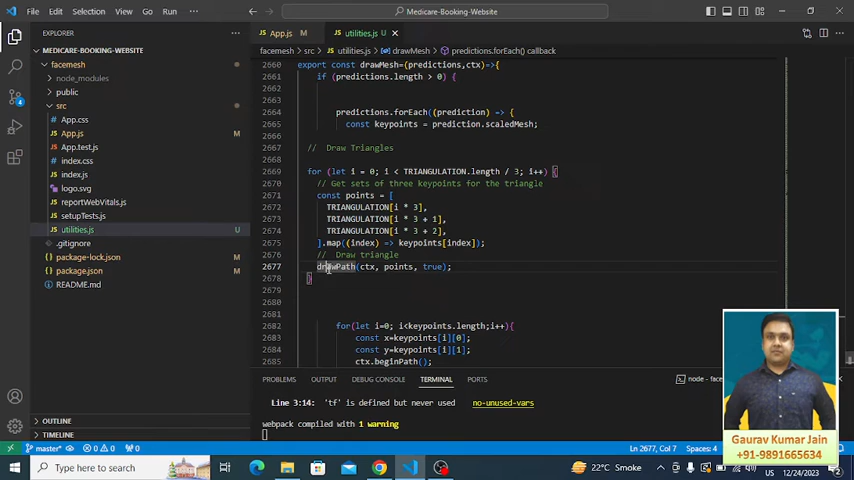 File Edit Selection View Go Run ··· Medicare-Booking-Website
EXPLORER
MEDICARE-BOOKING-WEBSITE
facemesh
node_modules
public
src
App.css
App.js M
App.test.js
index.css
index.js
logo.svg
reportWebVitals.js
setupTests.js
utilities.js U
.gitignore
package-lock.json M
package.json M
README.md
OUTLINE
TIMELINE
4
App.js M utilities.js U
facemesh > src > utilities.js > drawMesh > predictions.forEach() callback
2660 export const drawMesh=(predictions,ctx)=>{
2661 if (predictions.length > 0) {
2662
2663
2664 predictions.forEach((prediction) => {
2665 const keypoints = prediction.scaledMesh;
2666
2667 //  Draw Triangles
2668
2669 for (let i = 0; i < TRIANGULATION.length / 3; i++) {
2670 // Get sets of three keypoints for the triangle
2671 const points = [
2672 TRIANGULATION[i * 3],
2673 TRIANGULATION[i * 3 + 1],
2674 TRIANGULATION[i * 3 + 2],
2675 ].map((index) => keypoints[index]);
2676 //  Draw triangle
2677 drawPath(ctx, points, true);
2678 }
2679
2680
2681
2682 for(let i=0; i<keypoints.length;i++){
2683 const x=keypoints[i][0];
2684 const y=keypoints[i][1];
2685 ctx.beginPath();
PROBLEMS OUTPUT DEBUG CONSOLE TERMINAL PORTS node - face
Line 3:14: 'tf' is defined but never used no-unused-vars
webpack compiled with 1 warning
Gaurav Kumar Jain
+91-9891665634
master* 0 0 0 Ln 2677, Col 7 Spaces: 4
Type here to search 22°C Smoke US 12/24/2023 2